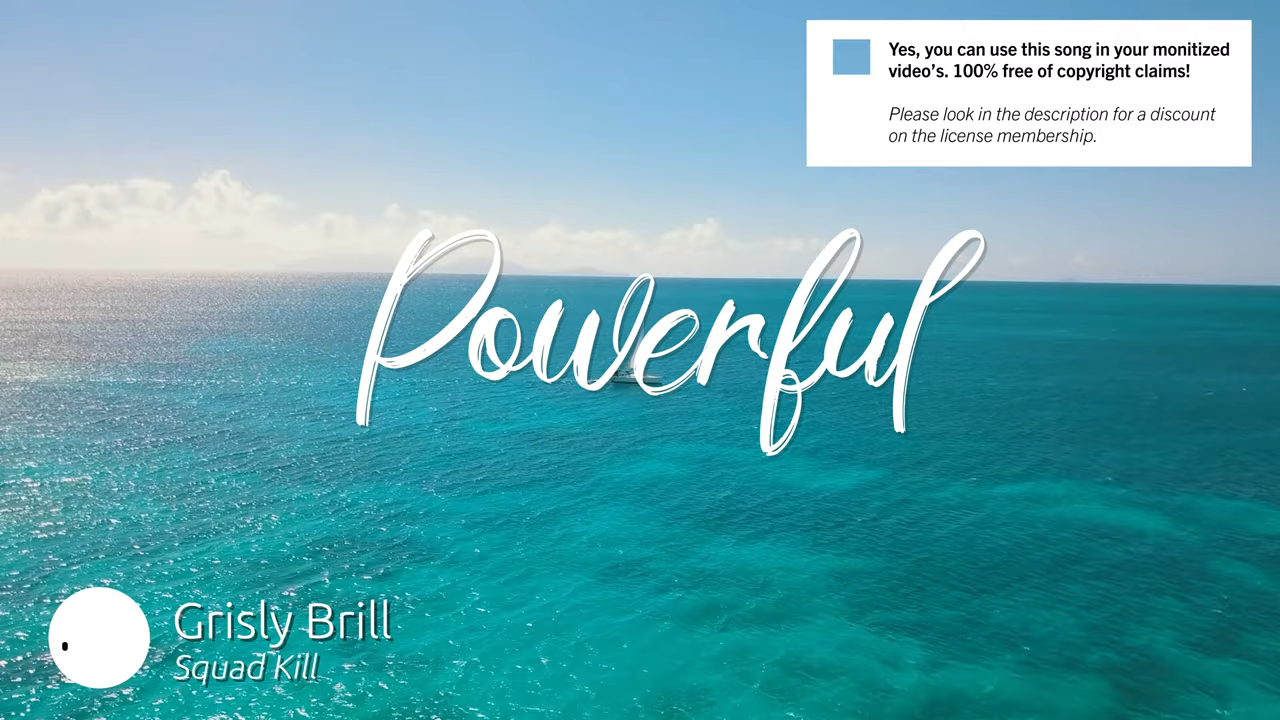 Yes, you can use this song in your monitized
video's. 100% free of copyright claims!
Please look in the description for a discount
on the license membership.
Powerful
Grisly Brill
Squad Kill